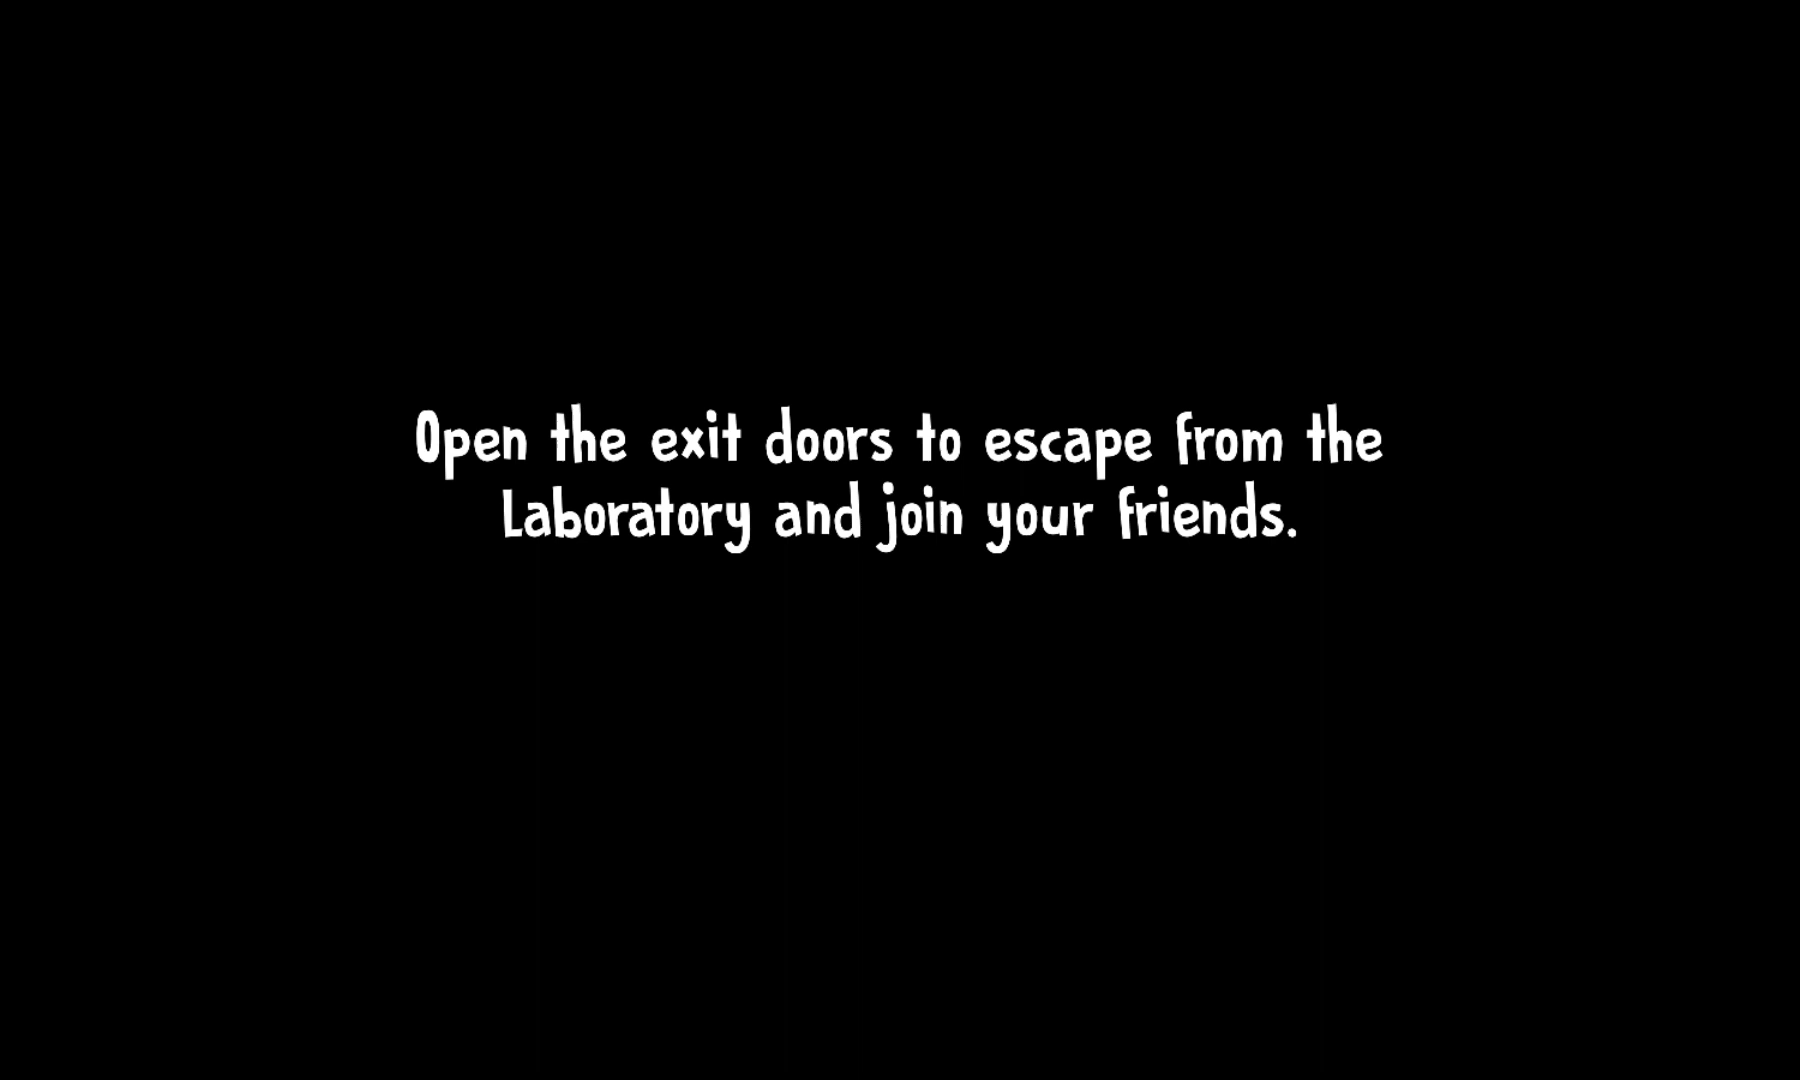 Open the exit doors to escape from the
Laboratory and join your friends.